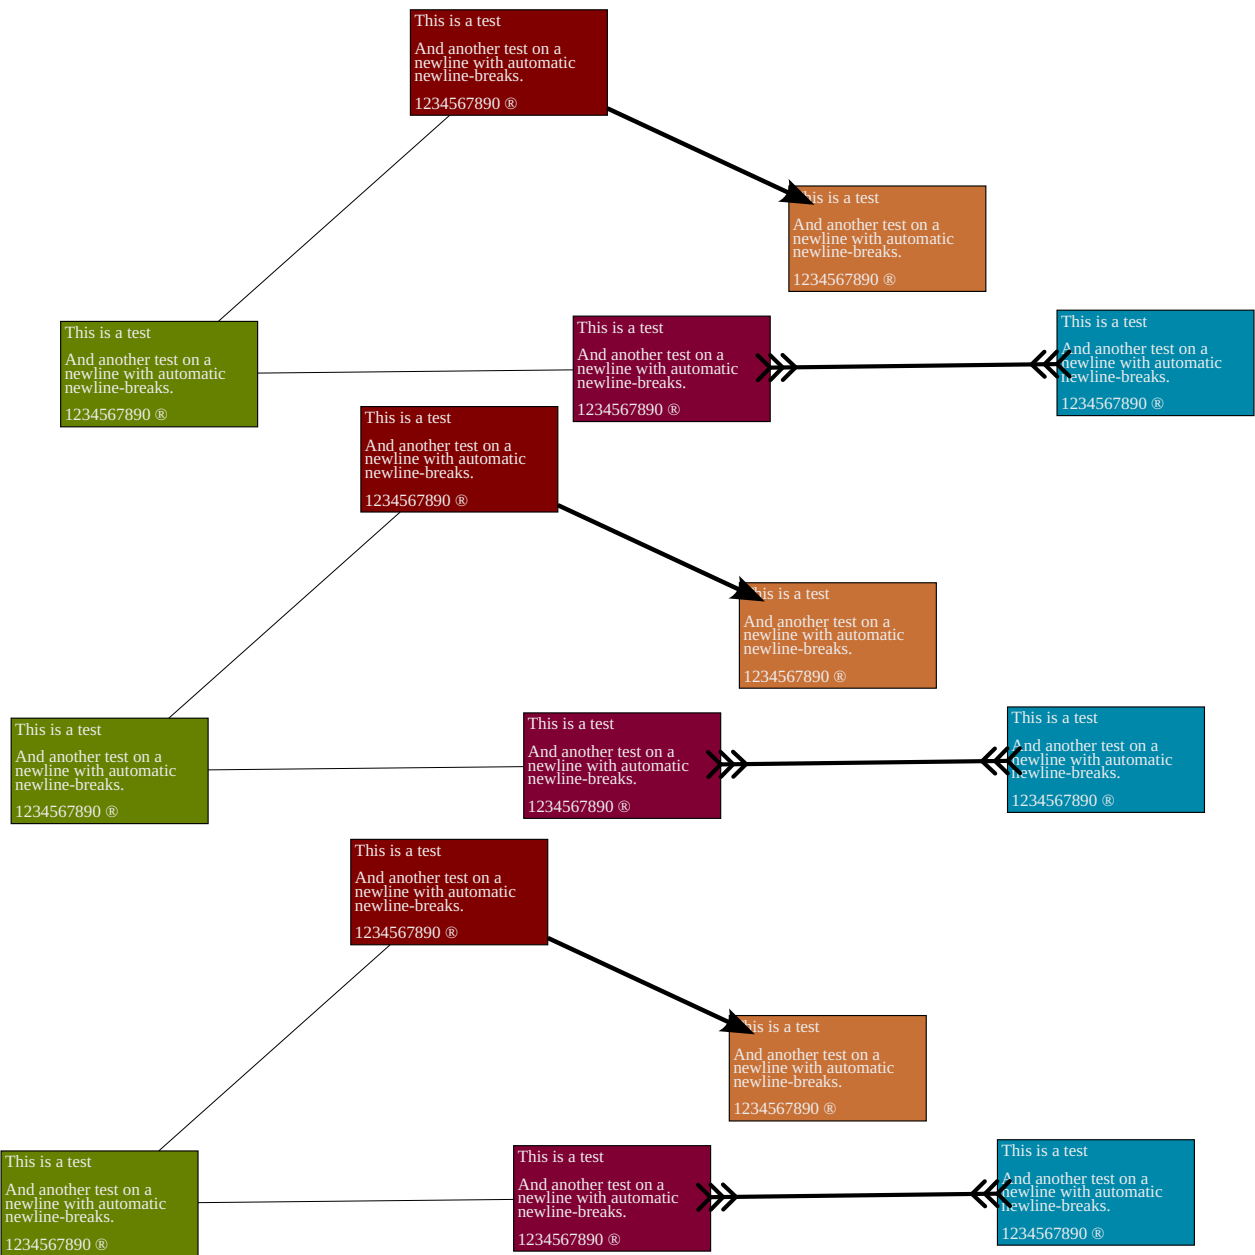 This is a test
And another test on a
newline with automatic
newline-breaks.
1234567890 ®
This is a test
And another test on a
newline with automatic
newline-breaks.
1234567890 ®
This is a test
And another test on a
newline with automatic
newline-breaks.
1234567890 ®
This is a test
And another test on a
newline with automatic
newline-breaks.
1234567890 ®
This is a test
And another test on a
newline with automatic
newline-breaks.
1234567890 ®
This is a test
And another test on a
newline with automatic
newline-breaks.
1234567890 ®
This is a test
And another test on a
newline with automatic
newline-breaks.
1234567890 ®
This is a test
And another test on a
newline with automatic
newline-breaks.
1234567890 ®
This is a test
And another test on a
newline with automatic
newline-breaks.
1234567890 ®
This is a test
And another test on a
newline with automatic
newline-breaks.
1234567890 ®
This is a test
And another test on a
newline with automatic
newline-breaks.
1234567890 ®
This is a test
And another test on a
newline with automatic
newline-breaks.
1234567890 ®
This is a test
And another test on a
newline with automatic
newline-breaks.
1234567890 ®
This is a test
And another test on a
newline with automatic
newline-breaks.
1234567890 ®
This is a test
And another test on a
newline with automatic
newline-breaks.
1234567890 ®